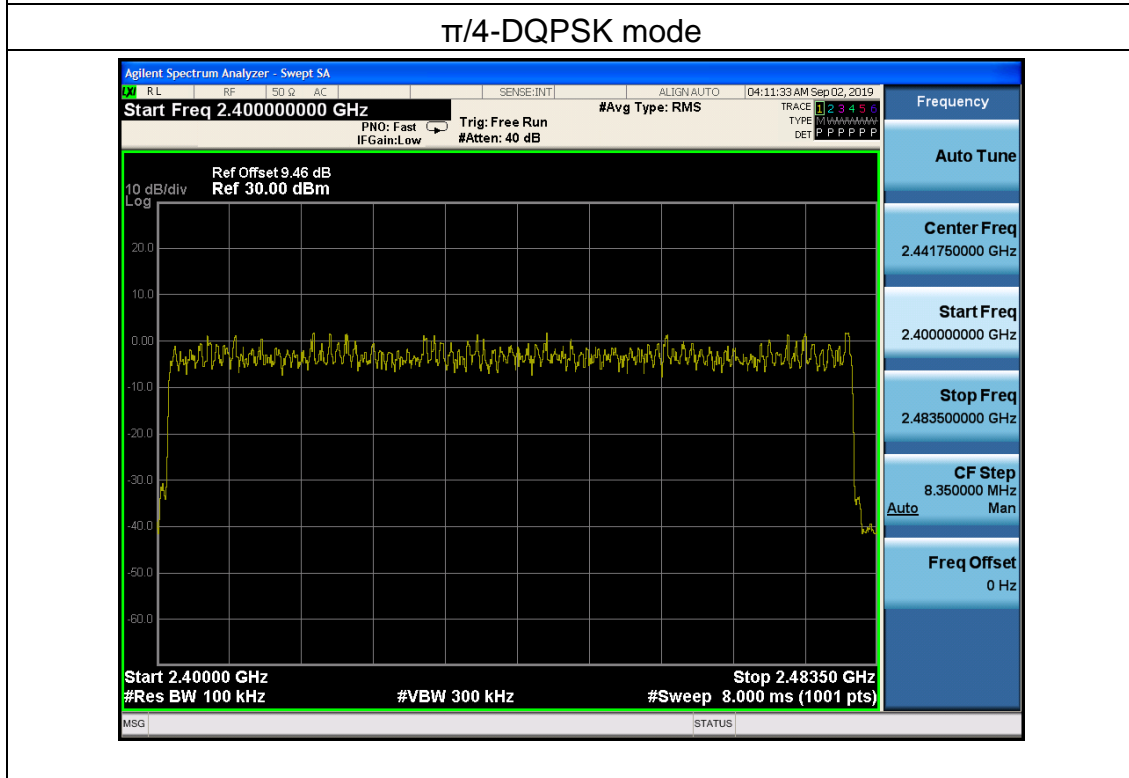 π/4-DQPSK mode
Agilent Spectrum Analyzer - Swept SA
LXI RL RF 50 Ω AC SENSE:INT ALIGN AUTO 04:11:33 AM Sep 02, 2019
Start Freq 2.400000000 GHz
#Avg Type: RMS
TRACE 1 2 3 4 5 6
TYPE M W W W W W
DET P P P P P P
PNO: Fast
IFGain:Low
Trig: Free Run
#Atten: 40 dB
Ref Offset 9.46 dB
10 dB/div Ref 30.00 dBm
Log
20.0
10.0
0.00
-10.0
-20.0
-30.0
-40.0
-50.0
-60.0
Start 2.40000 GHz Stop 2.48350 GHz
#Res BW 100 kHz #VBW 300 kHz #Sweep 8.000 ms (1001 pts)
MSG STATUS
Frequency
Auto Tune
Center Freq
2.441750000 GHz
Start Freq
2.400000000 GHz
Stop Freq
2.483500000 GHz
CF Step
8.350000 MHz
Auto Man
Freq Offset
0 Hz